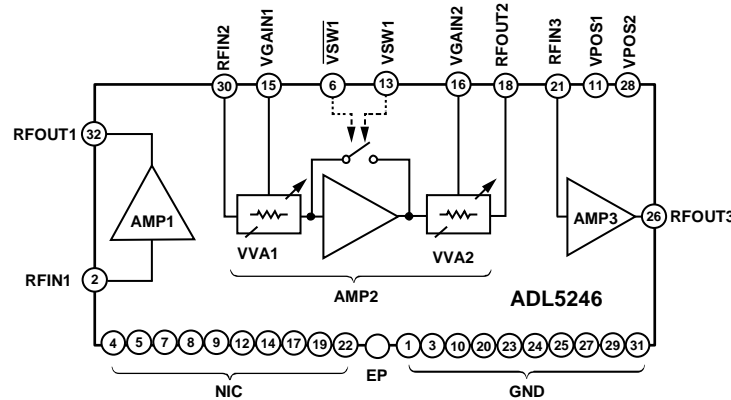 RFIN2
VGAIN1
VSW1
VSW1
VGAIN2
RFOUT2
RFIN3
VPOS1
VPOS2
30 15 6 13 16 18 21 11 28
RFOUT1 32
AMP1
VVA1
VVA2
AMP2
AMP3
26 RFOUT3
RFIN1 2
ADL5246
4 5 7 8 9 12 14 17 19 22 1 3 10 20 23 24 25 27 29 31
NIC EP GND